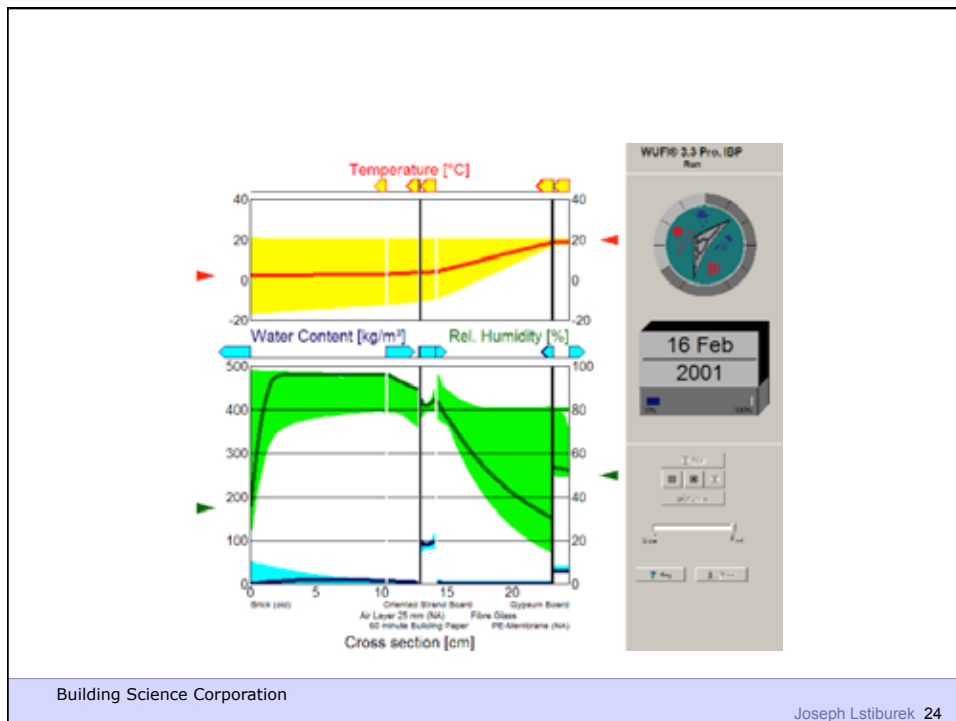 WUFI® 3.3 Pro, IBP
Run
Temperature [°C]
40
40
20
20
0
0
-20
-20
Water Content [kg/m³]
Rel. Humidity [%]
16 Feb
2001
0%
100%
500
100
400
80
300
60
200
40
100
20
0
5
10
15
20
0
Brick (old)
Oriented Strand Board
Gypsum Board
Air Layer 25 mm (NA)
Fibre Glass
60 minute Building Paper
PE-Membrane (NA)
Cross section [cm]
Building Science Corporation
Joseph Lstiburek 24